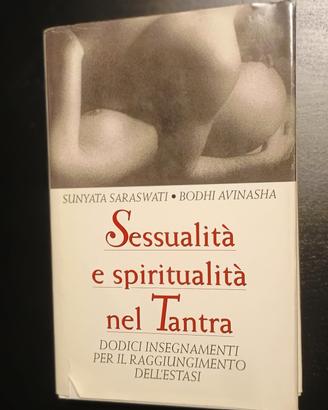 SUNYATA SARASWATI • BODHI AVINASHA
Sessualità
e spiritualità
nel Tantra
DODICI INSEGNAMENTI
PER IL RAGGIUNGIMENTO
DELL'ESTASI